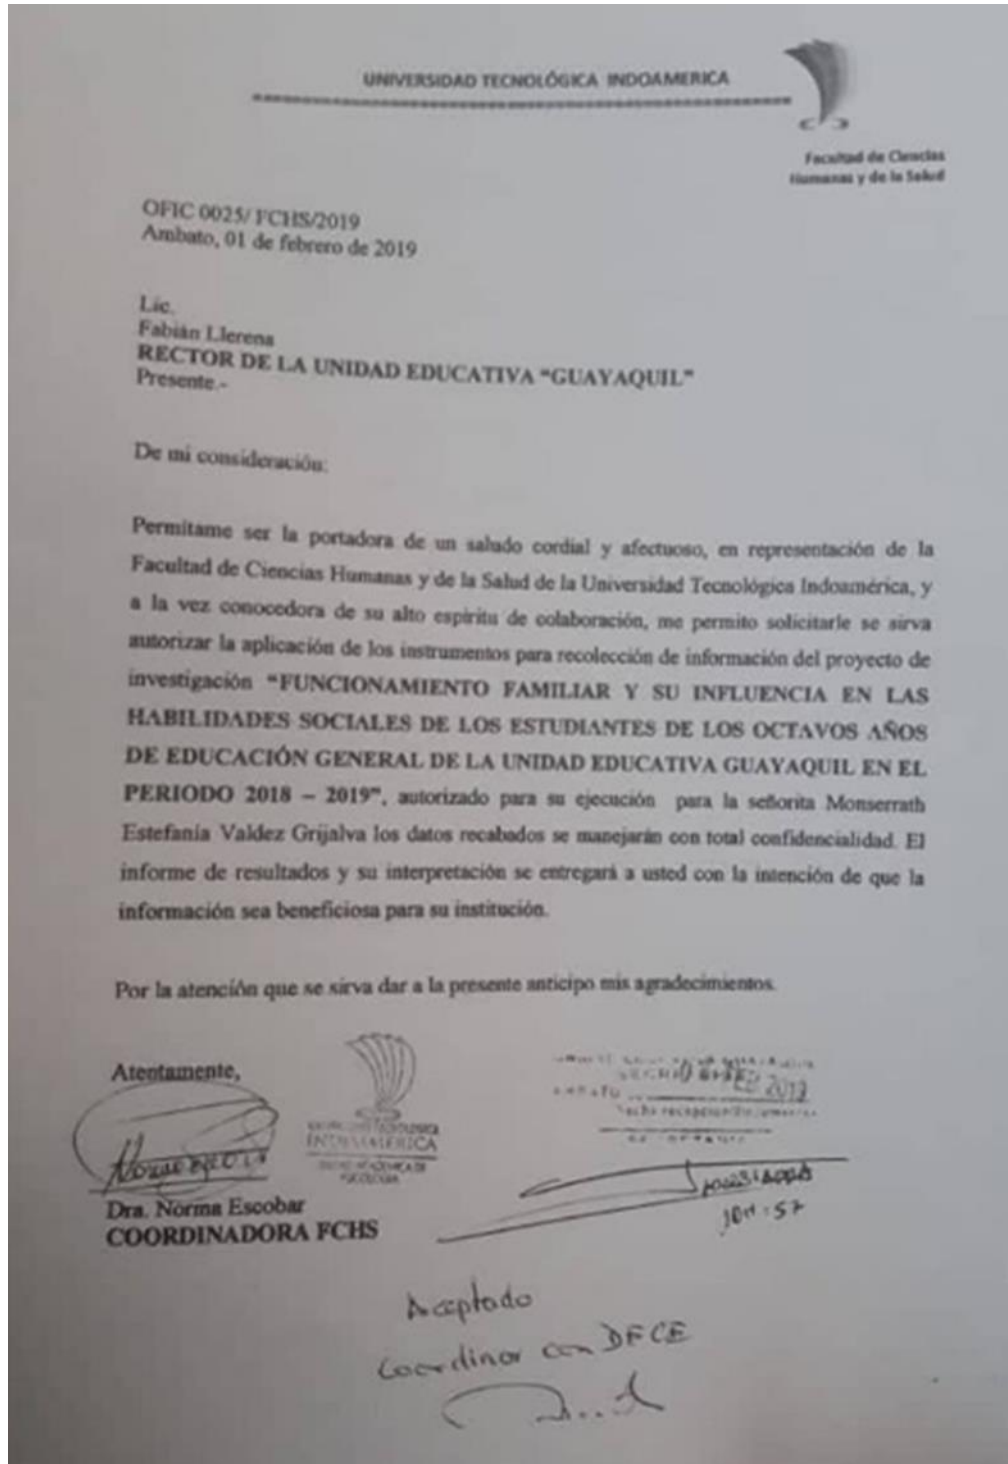 UNIVERSIDAD TECNOLÓGICA INDOAMERICA
Facultad de Ciencias
Humanas y de la Salud
OFIC 0025/ FCHS/2019
Ambato, 01 de febrero de 2019
Lic.
Fabián Llerena
RECTOR DE LA UNIDAD EDUCATIVA “GUAYAQUIL”
Presente.-
De mi consideración:
Permítame ser la portadora de un saludo cordial y afectuoso, en representación de la
Facultad de Ciencias Humanas y de la Salud de la Universidad Tecnológica Indoamérica, y
a la vez conocedora de su alto espíritu de colaboración, me permito solicitarle se sirva
autorizar la aplicación de los instrumentos para recolección de información del proyecto de
investigación “FUNCIONAMIENTO FAMILIAR Y SU INFLUENCIA EN LAS
HABILIDADES SOCIALES DE LOS ESTUDIANTES DE LOS OCTAVOS AÑOS
DE EDUCACIÓN GENERAL DE LA UNIDAD EDUCATIVA GUAYAQUIL EN EL
PERIODO 2018 – 2019”, autorizado para su ejecución para la señorita Monserrath
Estefanía Valdez Grijalva los datos recabados se manejarán con total confidencialidad. El
informe de resultados y su interpretación se entregará a usted con la intención de que la
información sea beneficiosa para su institución.
Por la atención que se sirva dar a la presente anticipo mis agradecimientos.
Atentamente,
INDOAMERICA
Dra. Norma Escobar
COORDINADORA FCHS
Aceptado
Coordinar con DECE